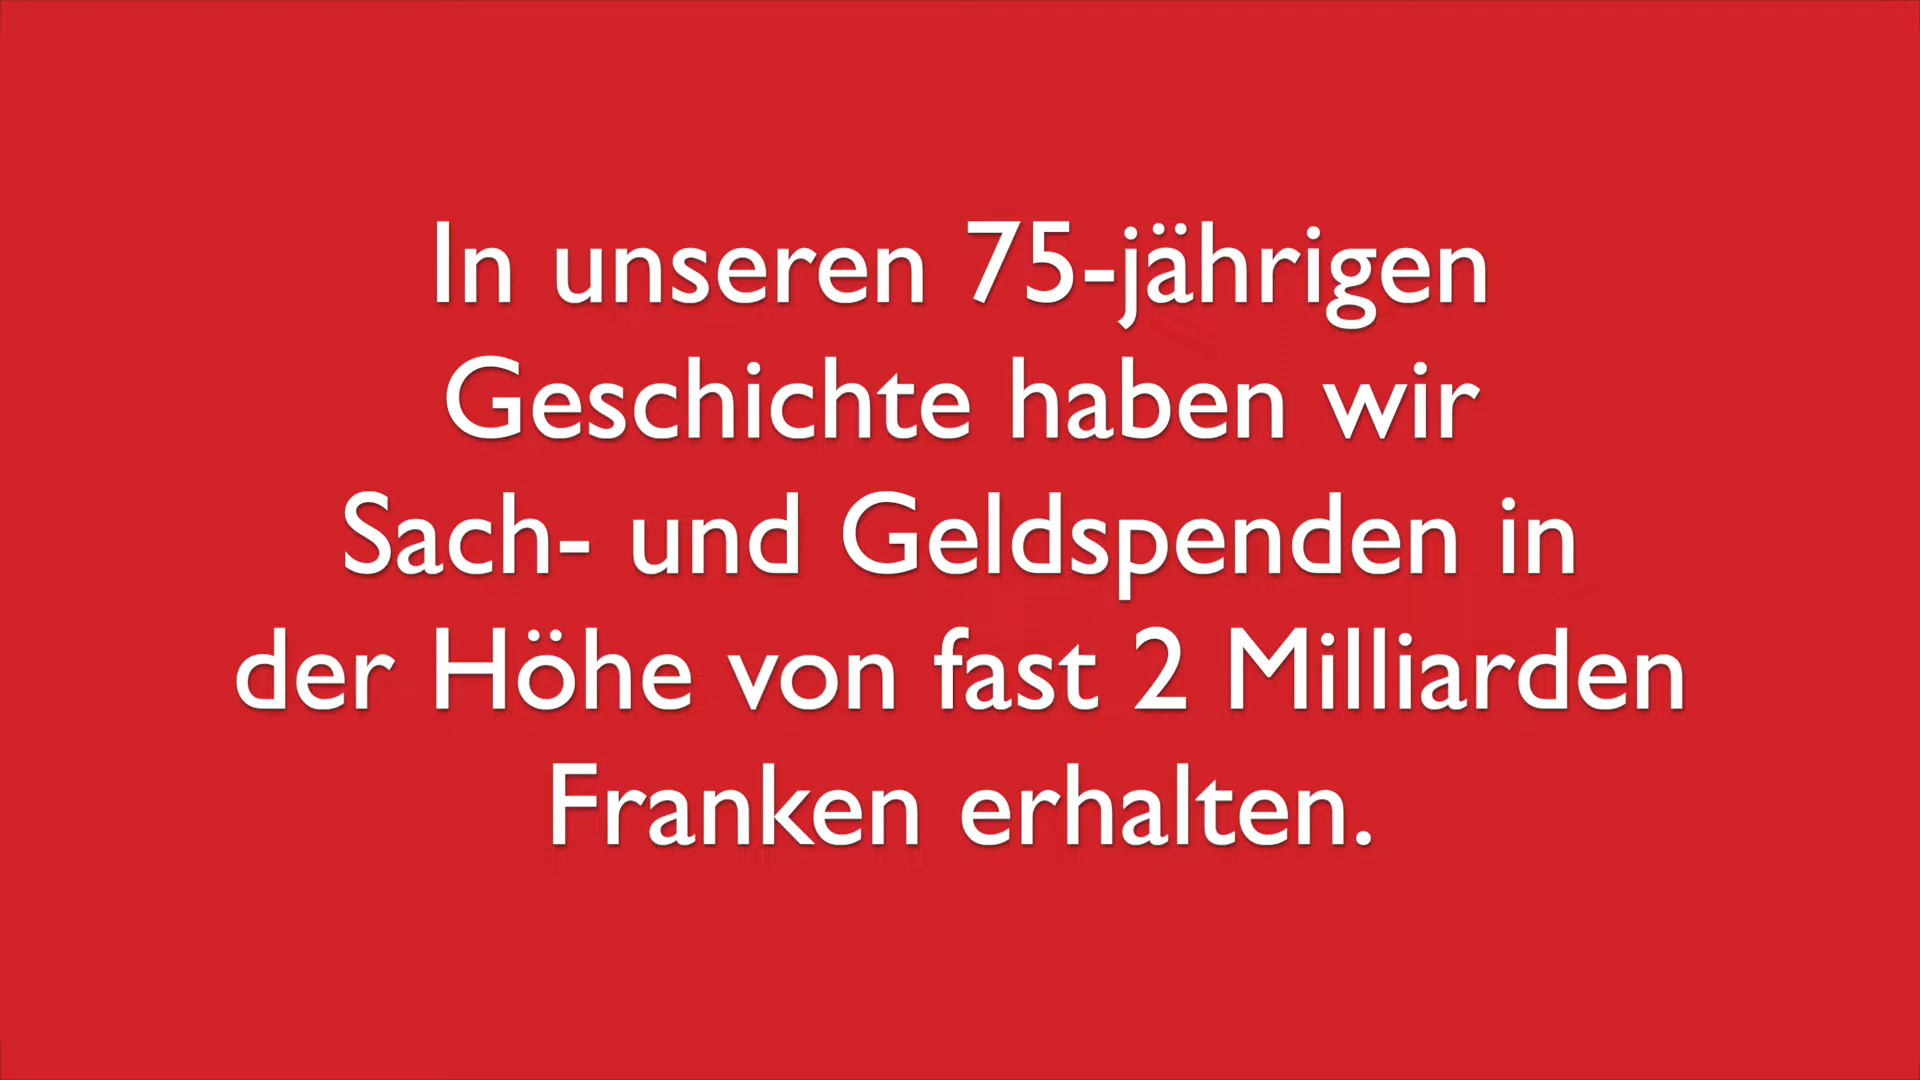 In unseren 75-jährigen
Geschichte haben wir
Sach- und Geldspenden in
der Höhe von fast 2 Milliarden
Franken erhalten.